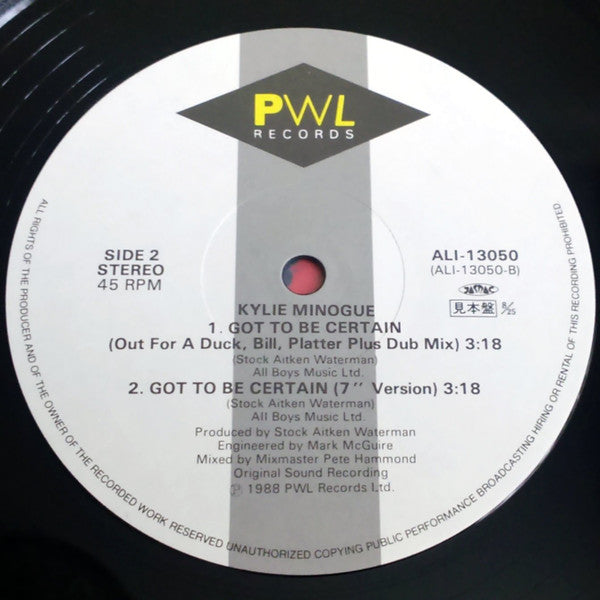 PWL
RECORDS
SIDE 2
STEREO
45 RPM
ALI-13050
(ALI-13050-B)
JASRAC
見本盤 8/25
KYLIE MINOGUE
1. GOT TO BE CERTAIN
(Out For A Duck, Bill, Platter Plus Dub Mix) 3:18
(Stock Aitken Waterman)
All Boys Music Ltd.
2. GOT TO BE CERTAIN (7″ Version) 3:18
(Stock Aitken Waterman)
All Boys Music Ltd.
Produced by Stock Aitken Waterman
Engineered by Mark McGuire
Mixed by Mixmaster Pete Hammond
Original Sound Recording
℗ 1988 PWL Records Ltd.
ALL RIGHTS OF THE PRODUCER AND OF THE OWNER OF THE RECORDED WORK RESERVED UNAUTHORIZED COPYING PUBLIC PERFORMANCE BROADCASTING HIRING OR RENTAL OF THIS RECORDING PROHIBITED